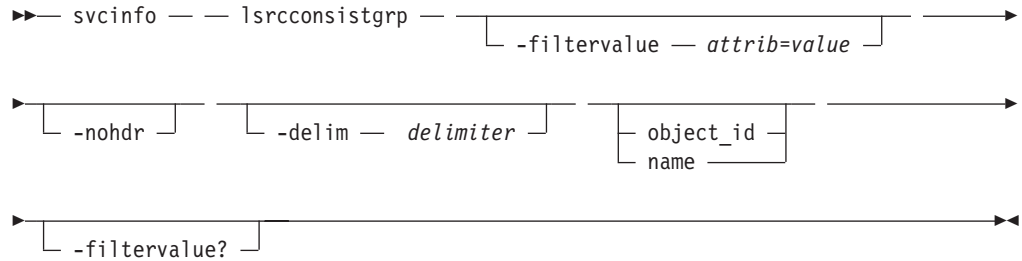 svcinfo lsrcconsistgrp
-filtervalue attrib=value
-nohdr -delim delimiter object_id
name
-filtervalue?